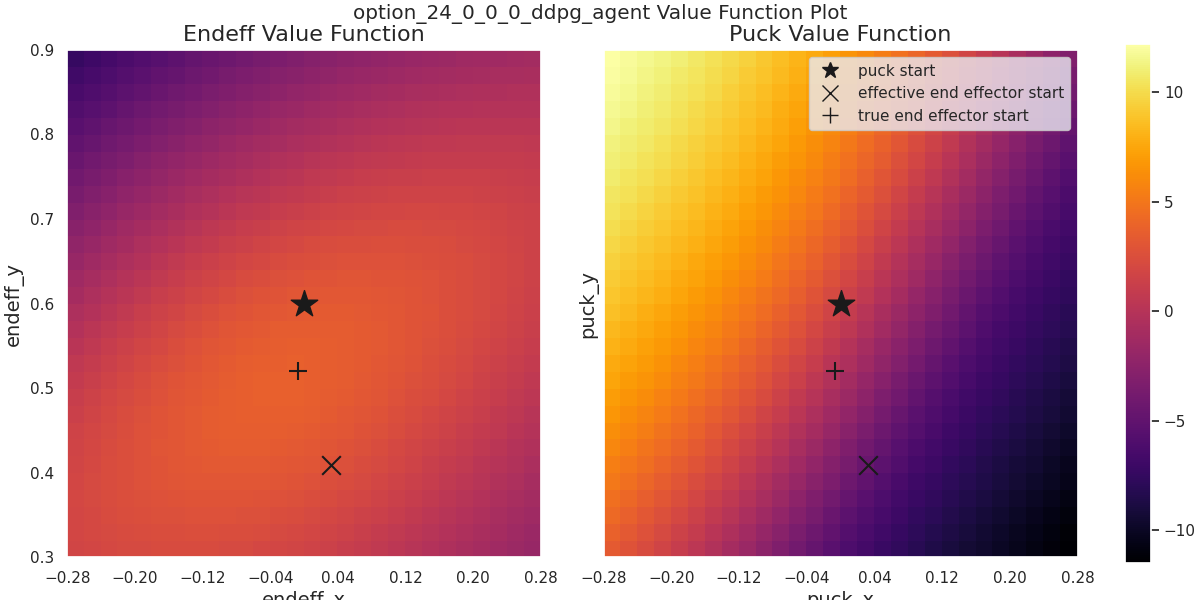 option_24_0_0_0_ddpg_agent Value Function Plot
Endeff Value Function
Puck Value Function
0.9
0.8
0.7
0.6
0.5
0.4
0.3
endeff_y
−0.28 −0.20 −0.12 −0.04 0.04 0.12 0.20 0.28
endeff_x
puck start
effective end effector start
true end effector start
puck_y
−0.28 −0.20 −0.12 −0.04 0.04 0.12 0.20 0.28
puck_x
10
5
0
−5
−10